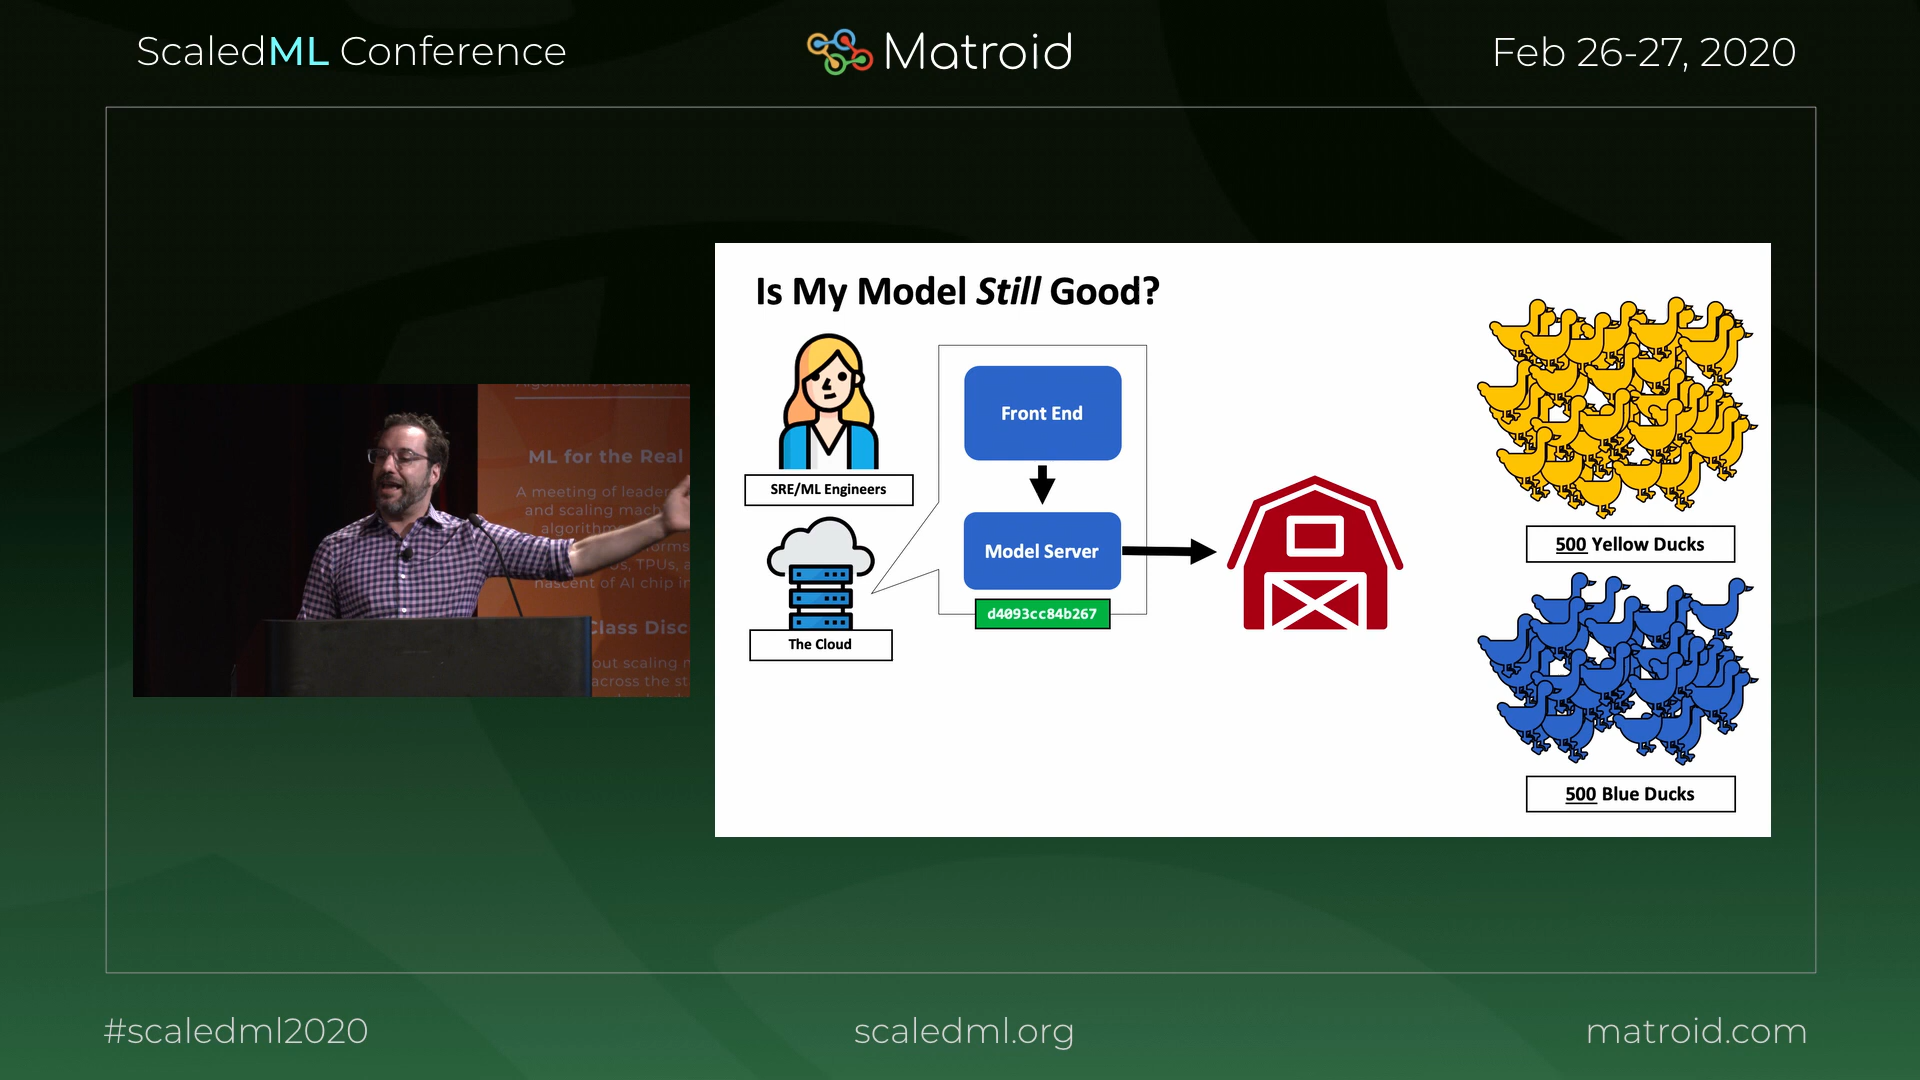 ScaledML Conference
Matroid
Feb 26-27, 2020
ML for the Real
A meeting of leade
and scaling mach
algorithm
nascent of AI chip in
Class Disc
out scaling
across the st
Is My Model Still Good?
SRE/ML Engineers
The Cloud
Front End
Model Server
d4093cc84b267
500 Yellow Ducks
500 Blue Ducks
#scaledml2020
scaledml.org
matroid.com